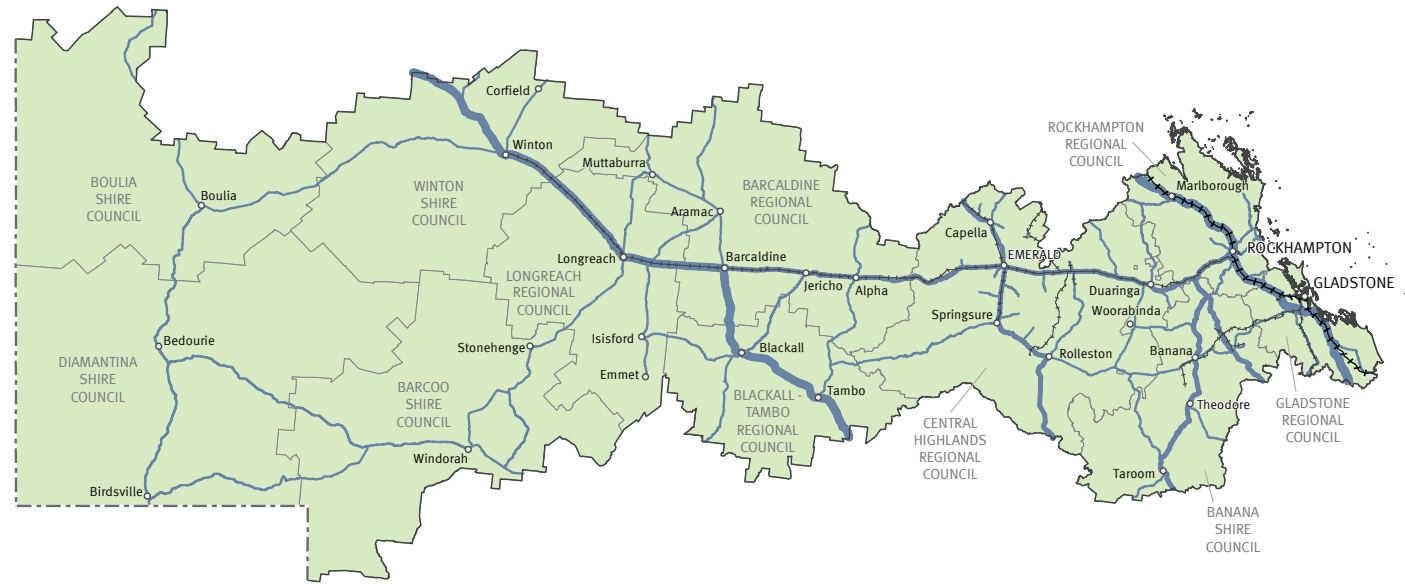 Corfield
Winton
ROCKHAMPTON
REGIONAL
COUNCIL
Muttaburra
BOULIA
SHIRE
COUNCIL
Boulia
WINTON
SHIRE
COUNCIL
BARCALDINE
REGIONAL
COUNCIL
Marlborough
Aramac
Capella
Longreach
Barcaldine
EMERALD
ROCKHAMPTON
LONGREACH
REGIONAL
COUNCIL
Jericho
Alpha
Duaringa
GLADSTONE
Woorabinda
Springsure
Bedourie
Stonehenge
Isisford
Blackall
Rolleston
Banana
DIAMANTINA
SHIRE
COUNCIL
Emmet
BARCOO
SHIRE
COUNCIL
BLACKALL -
TAMBO
REGIONAL
COUNCIL
Tambo
Theodore
GLADSTONE
REGIONAL
COUNCIL
CENTRAL
HIGHLANDS
REGIONAL
COUNCIL
Windorah
Taroom
Birdsville
BANANA
SHIRE
COUNCIL